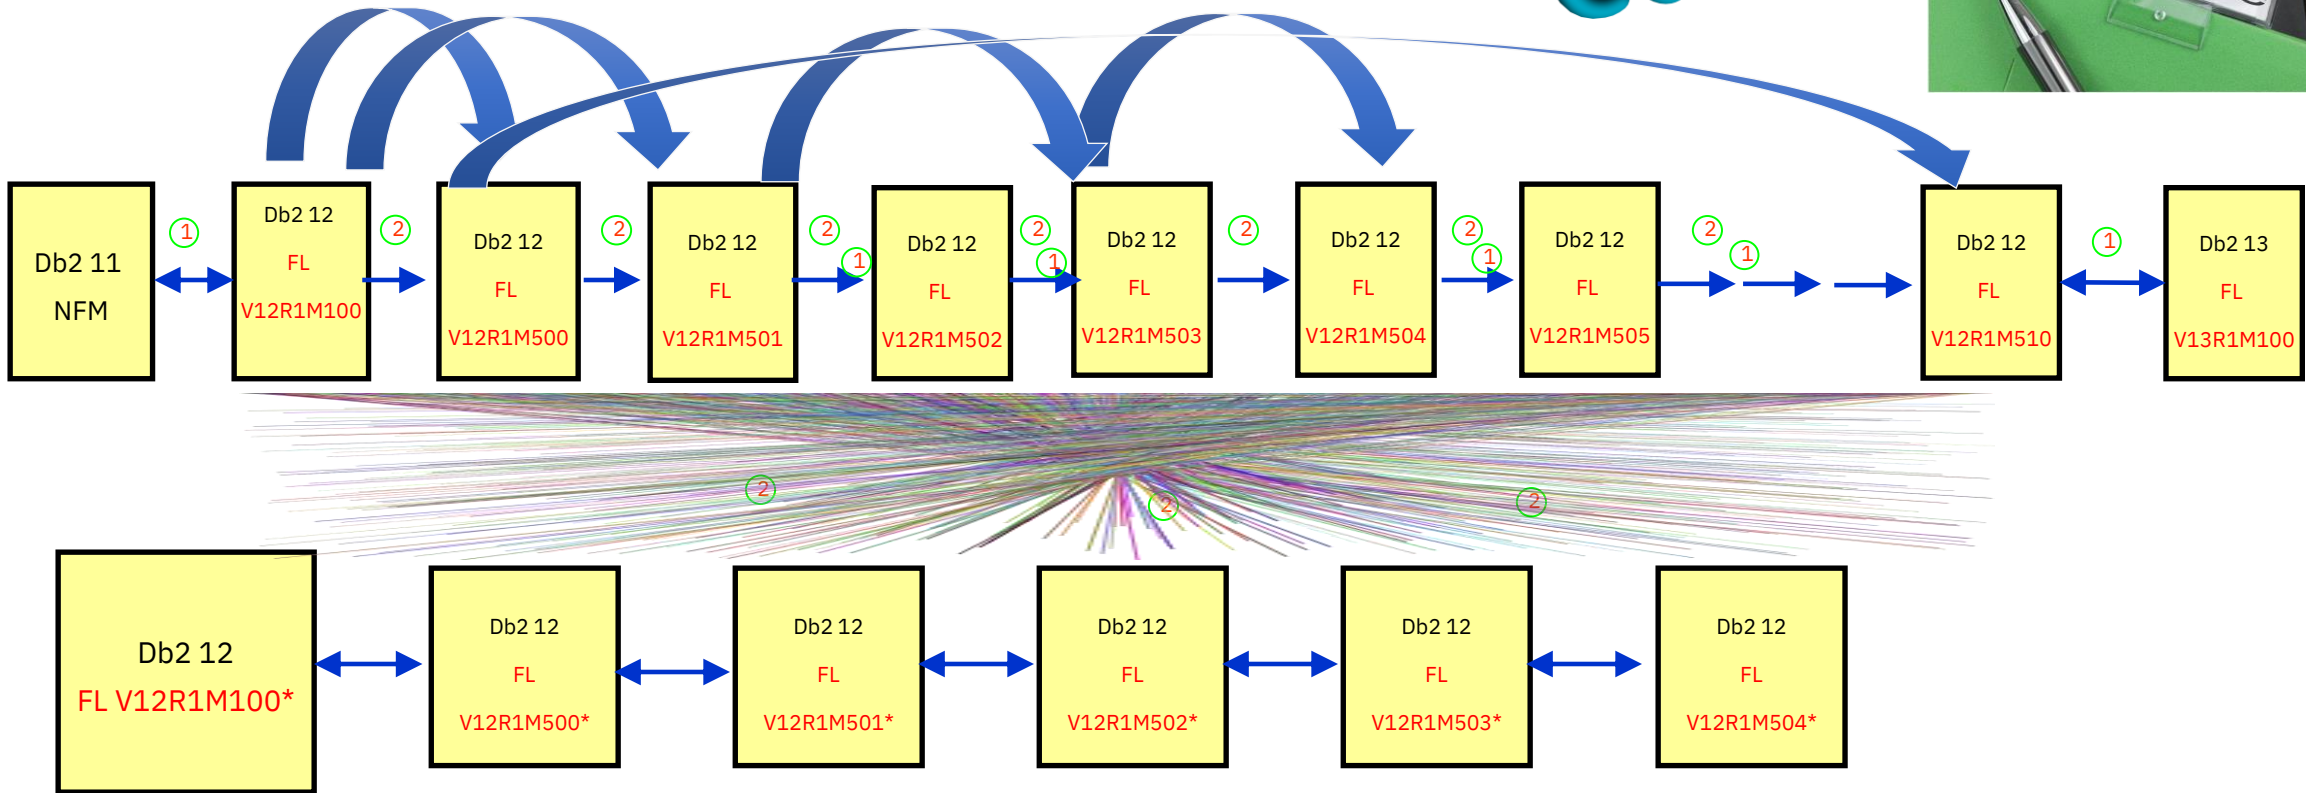 Db2 11
NFM
1
Db2 12
FL
V12R1M100
2
Db2 12
FL
V12R1M500
2
Db2 12
FL
V12R1M501
2
1
Db2 12
FL
V12R1M502
2
1
Db2 12
FL
V12R1M503
2
Db2 12
FL
V12R1M504
2
1
Db2 12
FL
V12R1M505
2
1
Db2 12
FL
V12R1M510
1
Db2 13
FL
V13R1M100
2
2
2
Db2 12
FL V12R1M100*
Db2 12
FL
V12R1M500*
Db2 12
FL
V12R1M501*
Db2 12
FL
V12R1M502*
Db2 12
FL
V12R1M503*
Db2 12
FL
V12R1M504*